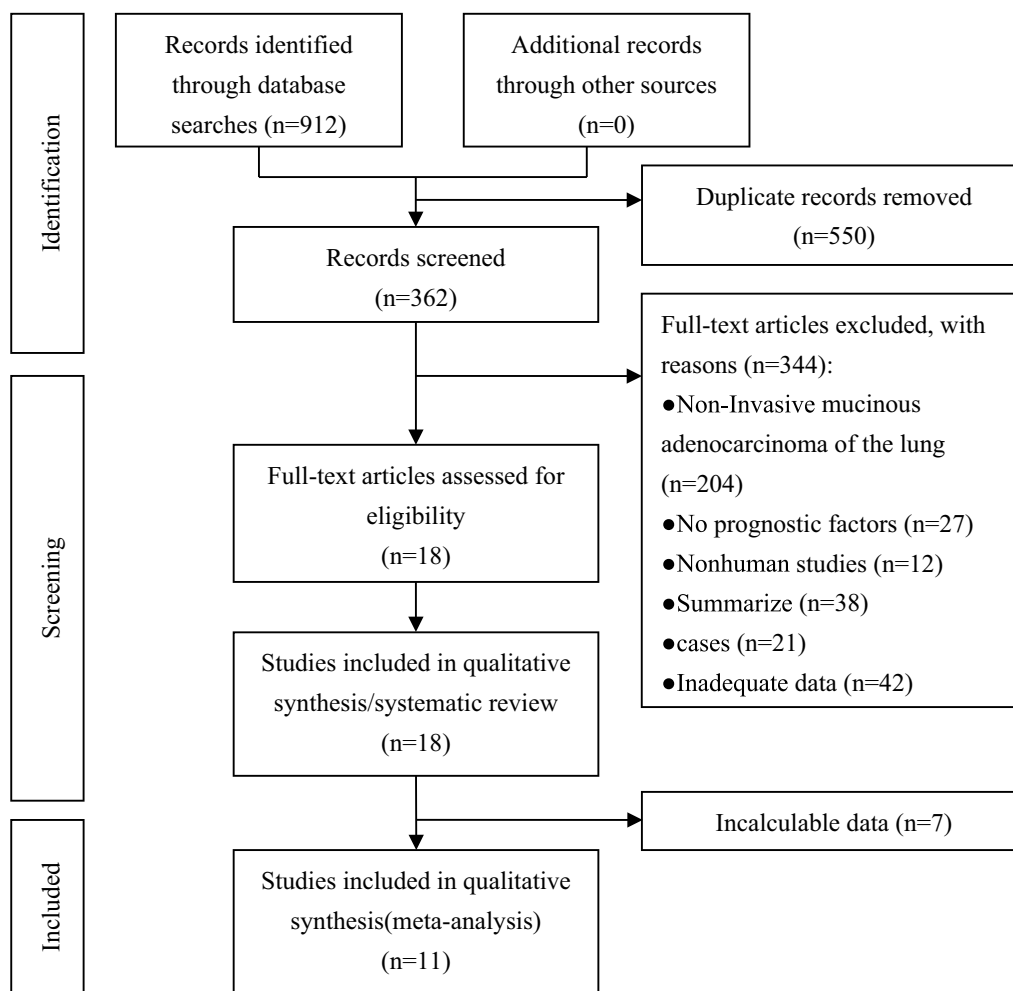 Identification
Records identified
through database
searches (n=912)
Additional records
through other sources
(n=0)
Duplicate records removed
(n=550)
Records screened
(n=362)
Full-text articles excluded, with
reasons (n=344):
●Non-Invasive mucinous
adenocarcinoma of the lung
(n=204)
●No prognostic factors (n=27)
●Nonhuman studies (n=12)
●Summarize (n=38)
●cases (n=21)
●Inadequate data (n=42)
Screening
Full-text articles assessed for
eligibility
(n=18)
Studies included in qualitative
synthesis/systematic review
(n=18)
Incalculable data (n=7)
Included
Studies included in qualitative
synthesis(meta-analysis)
(n=11)